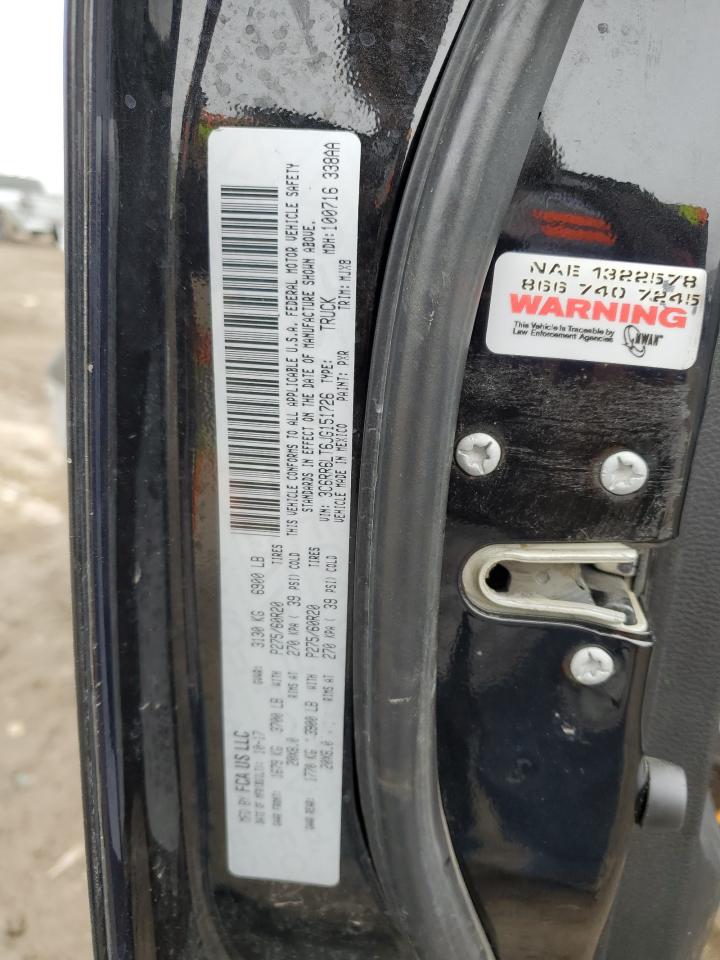 MFD BY FCA US LLC
DATE OF MFR 10-17 GVWR: 3130 KG 6900 LB
GAWR FRONT: 1679 KG 3700 LB WITH P275/60R20 TIRES
20X8.0 RIMS AT 270 KPA ( 39 PSI) COLD
GAWR REAR: 1770 KG 3900 LB WITH P275/60R20 TIRES
20X8.0 RIMS AT 270 KPA ( 39 PSI) COLD
THIS VEHICLE CONFORMS TO ALL APPLICABLE U.S.A. FEDERAL MOTOR VEHICLE SAFETY
STANDARDS IN EFFECT ON THE DATE OF MANUFACTURE SHOWN ABOVE.
VIN: 3C6RR6LT6JG151726 TYPE: TRUCK MDH: 100716 338AA
VEHICLE MADE IN MEXICO PAINT: PXR TRIM: MJX8
NAE 1322578
866 740 7245
WARNING
This Vehicle is Traceable by
Law Enforcement Agencies